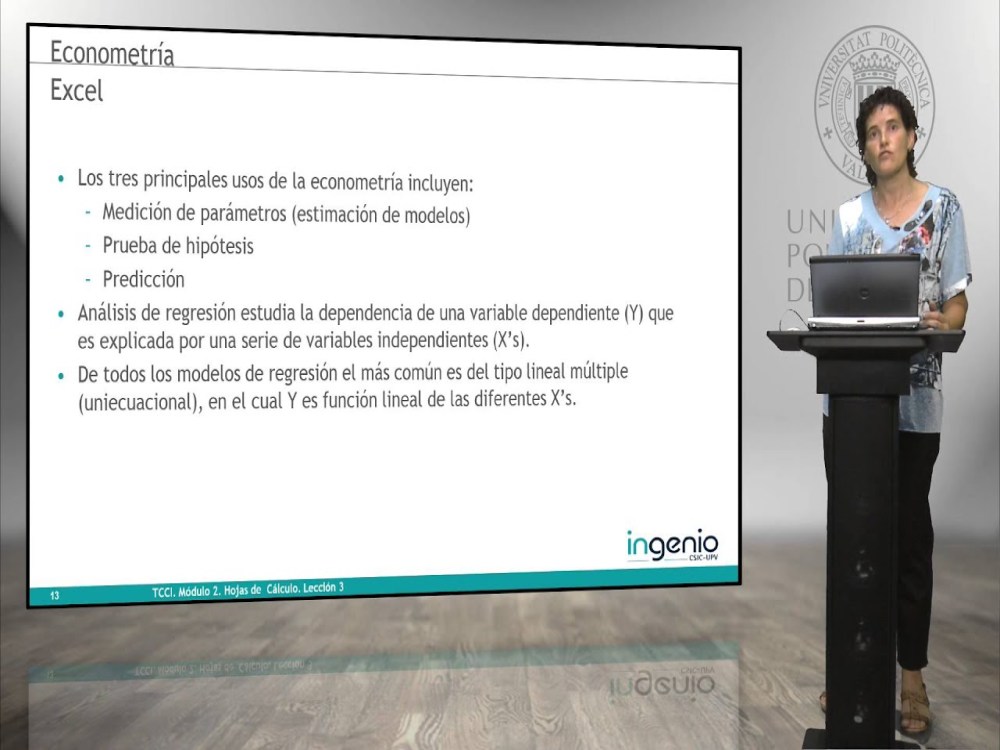 Econometría
Excel
• Los tres principales usos de la econometría incluyen:
- Medición de parámetros (estimación de modelos)
- Prueba de hipótesis
- Predicción
• Análisis de regresión estudia la dependencia de una variable dependiente (Y) que
es explicada por una serie de variables independientes (X's).
• De todos los modelos de regresión el más común es del tipo lineal múltiple
(uniecuacional), en el cual Y es función lineal de las diferentes X's.
ingenio
CSIC-UPV
13 TCCI. Módulo 2. Hojas de Cálculo. Lección 3
UNIVERSITAT POLITECNICA
UNI
PO
DE